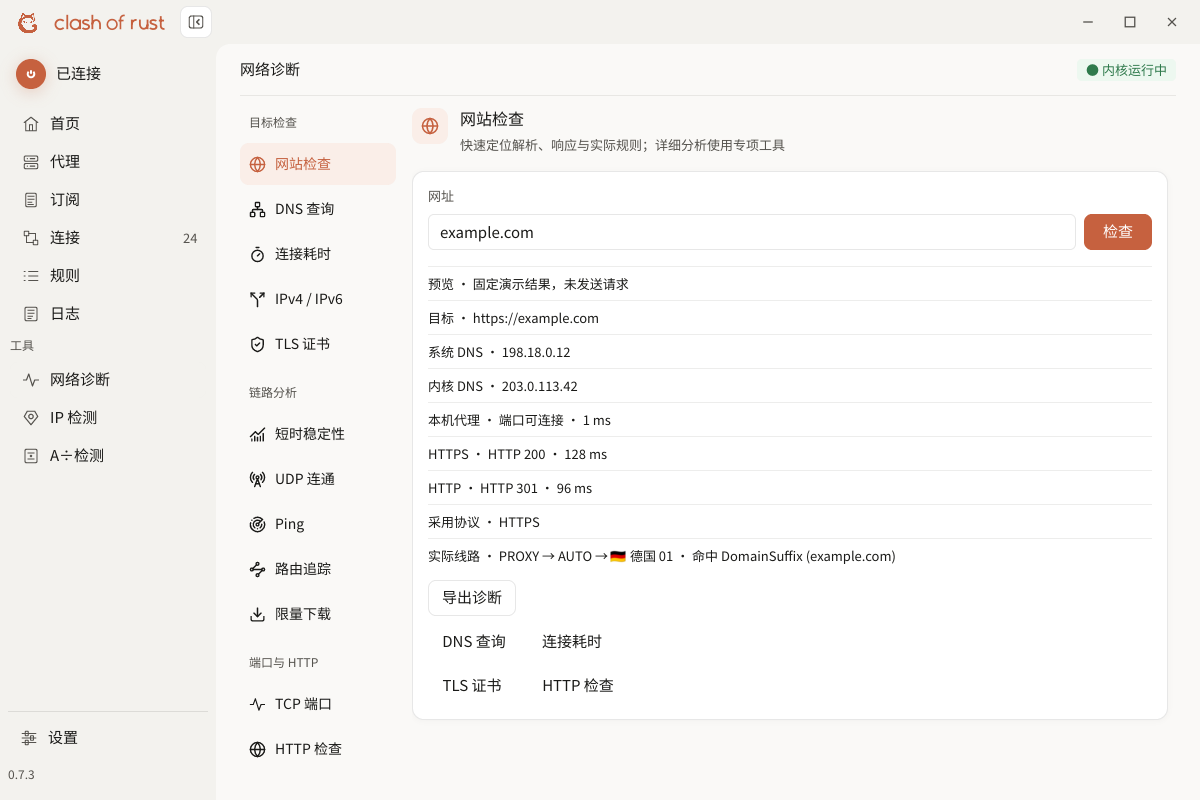 clash of rust
已连接
首页
代理
订阅
连接 24
规则
日志
工具
网络诊断
IP 检测
A÷检测
设置
0.7.3
网络诊断
内核运行中
目标检查
网站检查
DNS 查询
连接耗时
IPv4 / IPv6
TLS 证书
链路分析
短时稳定性
UDP 连通
Ping
路由追踪
限量下载
端口与 HTTP
TCP 端口
HTTP 检查
网站检查
快速定位解析、响应与实际规则；详细分析使用专项工具
网址
example.com
检查
预览 · 固定演示结果，未发送请求
目标 · https://example.com
系统 DNS · 198.18.0.12
内核 DNS · 203.0.113.42
本机代理 · 端口可连接 · 1 ms
HTTPS · HTTP 200 · 128 ms
HTTP · HTTP 301 · 96 ms
采用协议 · HTTPS
实际线路 · PROXY → AUTO → 🇩🇪 德国 01 · 命中 DomainSuffix (example.com)
导出诊断
DNS 查询 连接耗时
TLS 证书 HTTP 检查